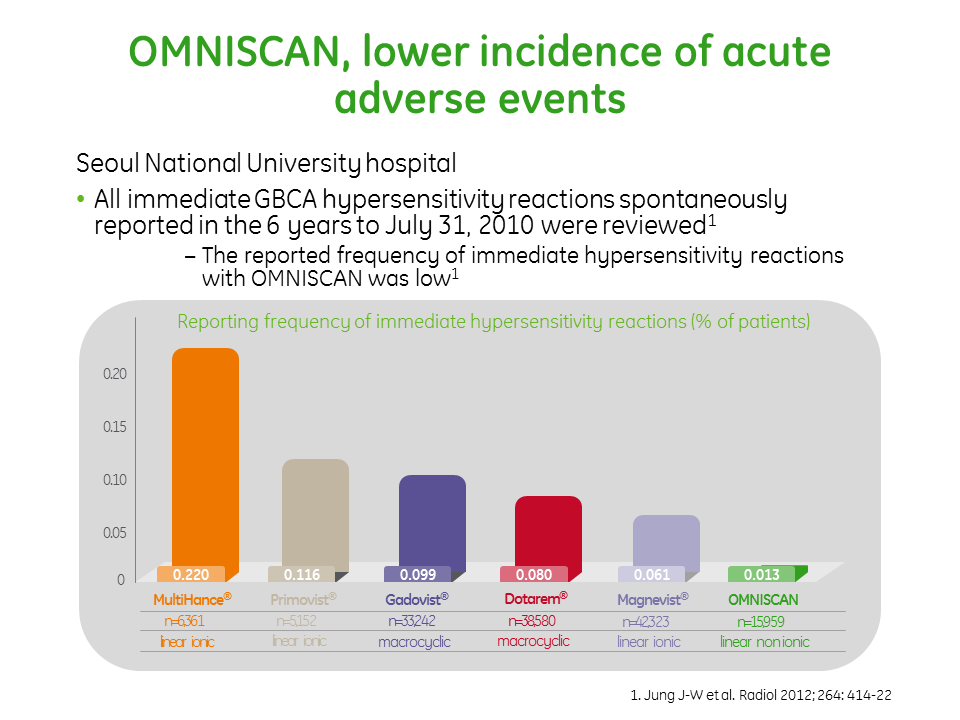 OMNISCAN, lower incidence of acute
adverse events
Seoul National University hospital
• All immediate GBCA hypersensitivity reactions spontaneously
reported in the 6 years to July 31, 2010 were reviewed1
– The reported frequency of immediate hypersensitivity reactions
with OMNISCAN was low1
Reporting frequency of immediate hypersensitivity reactions (% of patients)
0.20
0.15
0.10
0.05
0
0.220 0.116 0.099 0.080 0.061 0.013
MultiHance® Primovist® Gadovist® Dotarem® Magnevist® OMNISCAN
n=6,361 n=5,152 n=33,242 n=38,580 n=42,323 n=15,959
linear ionic linear ionic macrocyclic macrocyclic linear ionic linear non ionic
1. Jung J-W et al. Radiol 2012; 264: 414-22